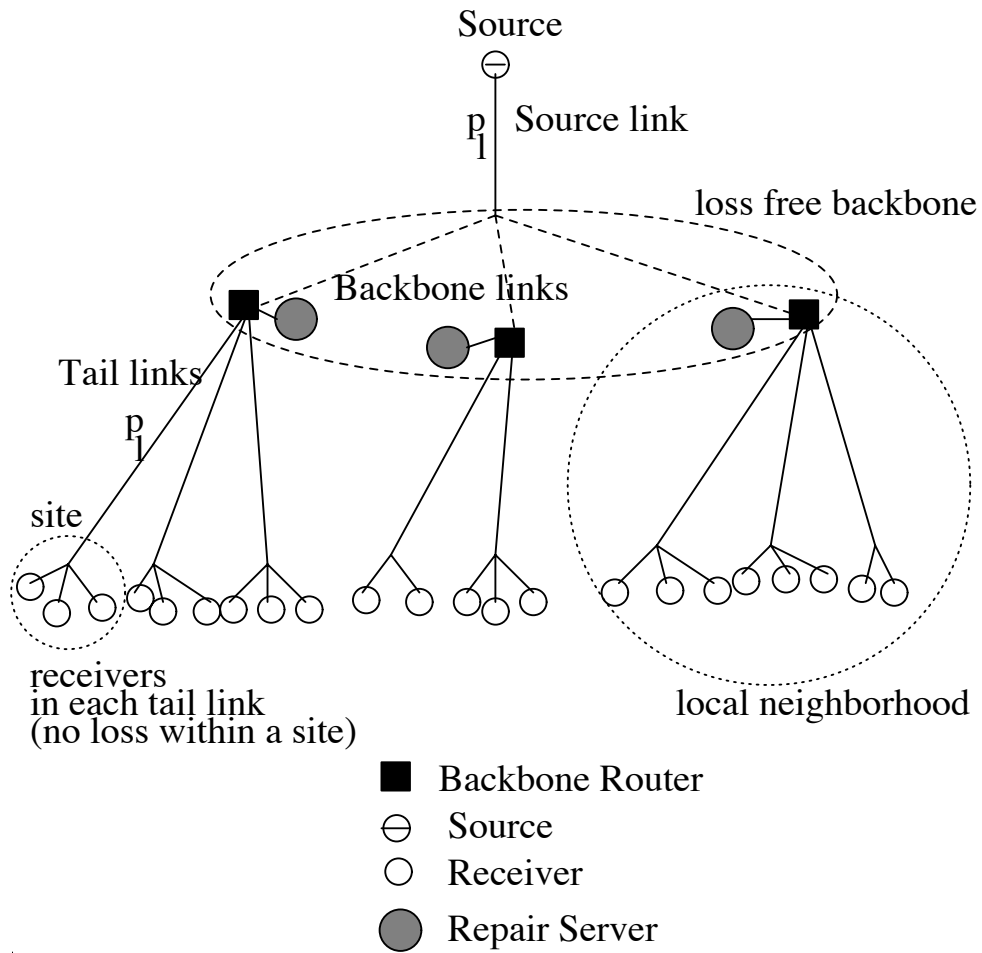 Source
p
l
Source link
loss free backbone
Backbone links
Tail links
p
l
site
receivers
in each tail link
(no loss within a site)
local neighborhood
Backbone Router
Source
Receiver
Repair Server